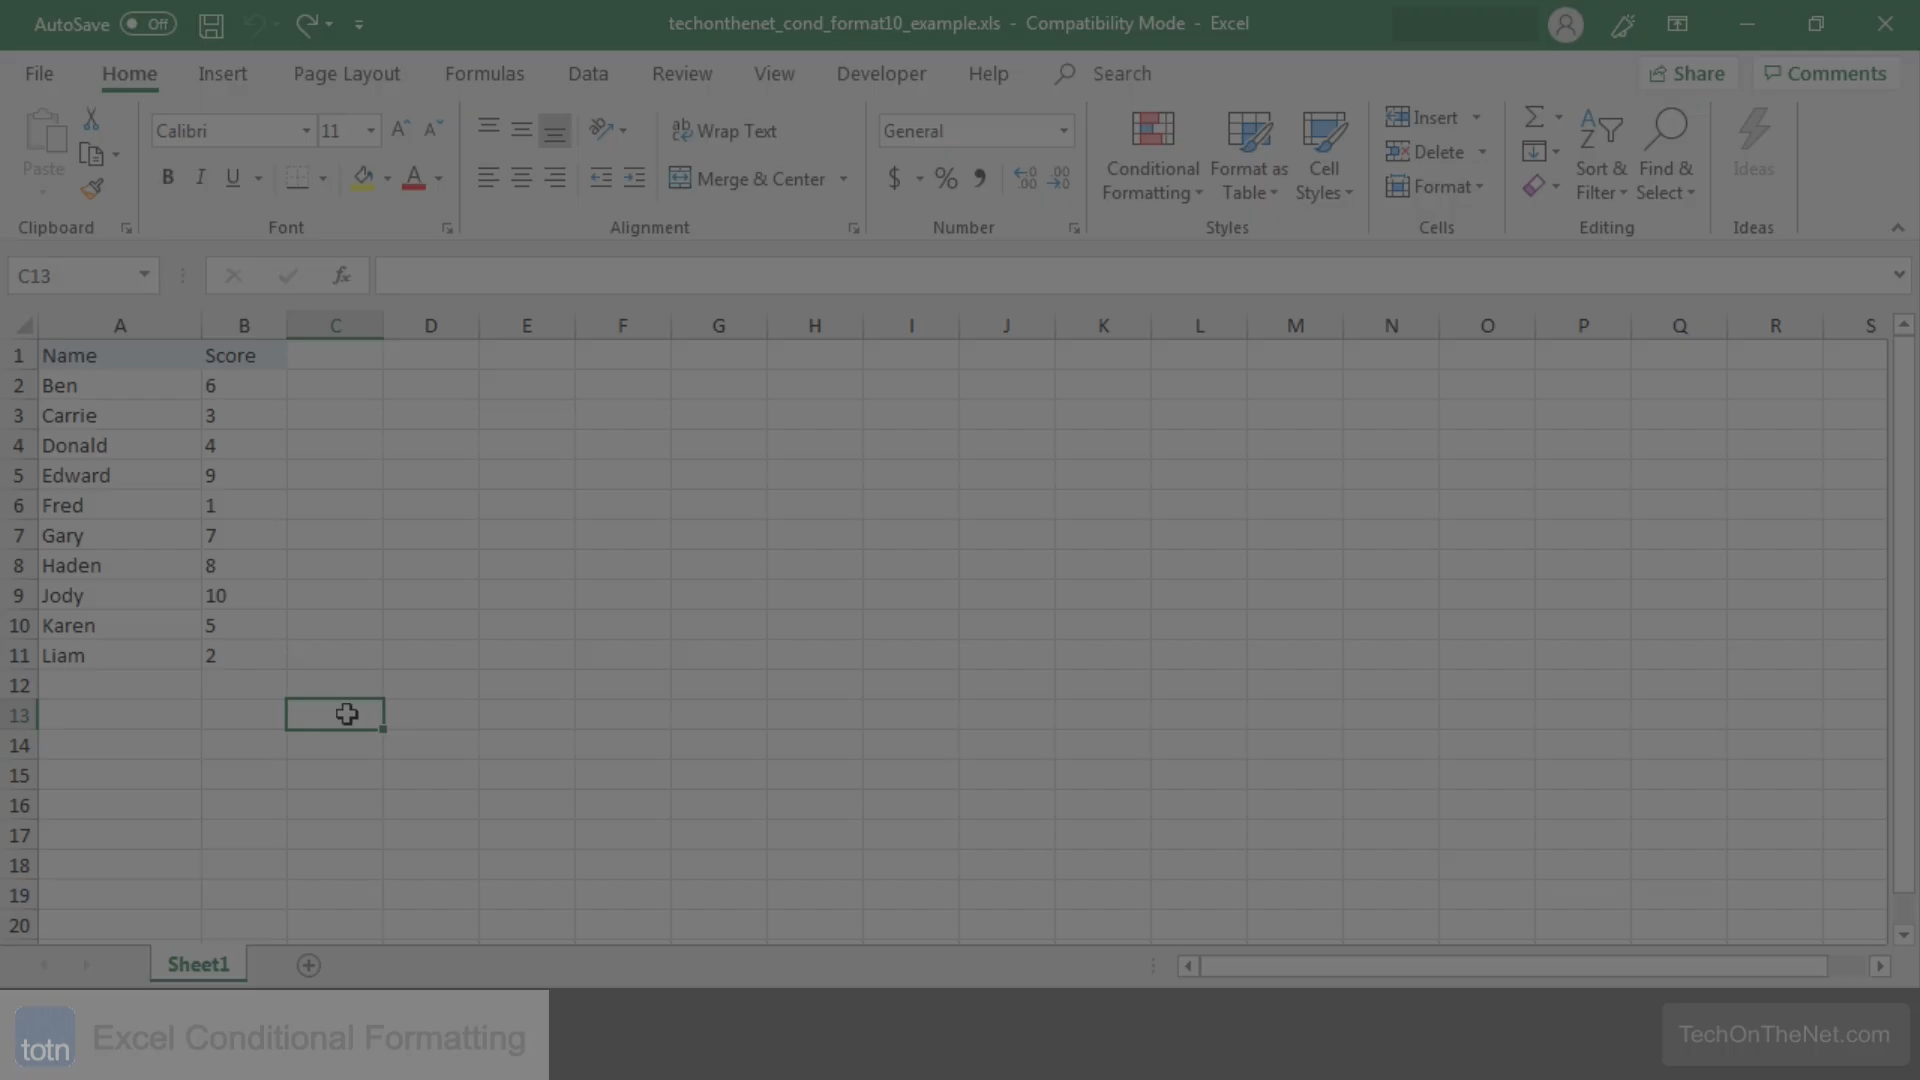 AutoSave Off techonthenet_cond_format10_example.xls - Compatibility Mode - Excel
File Home Insert Page Layout Formulas Data Review View Developer Help Search Share Comments
Paste
Clipboard
Calibri 11 A A
B I U A
Font
ab Wrap Text
Merge & Center
Alignment
General
$ % ,
Number
Conditional Formatting
Format as Table
Cell Styles
Styles
Insert
Delete
Format
Cells
Sort & Filter
Find & Select
Editing
Ideas
Ideas
C13 fx
A B C D E F G H I J K L M N O P Q R S
1 Name Score
2 Ben 6
3 Carrie 3
4 Donald 4
5 Edward 9
6 Fred 1
7 Gary 7
8 Haden 8
9 Jody 10
10 Karen 5
11 Liam 2
12
13
14
15
16
17
18
19
20
Sheet1
totn Excel Conditional Formatting
TechOnTheNet.com